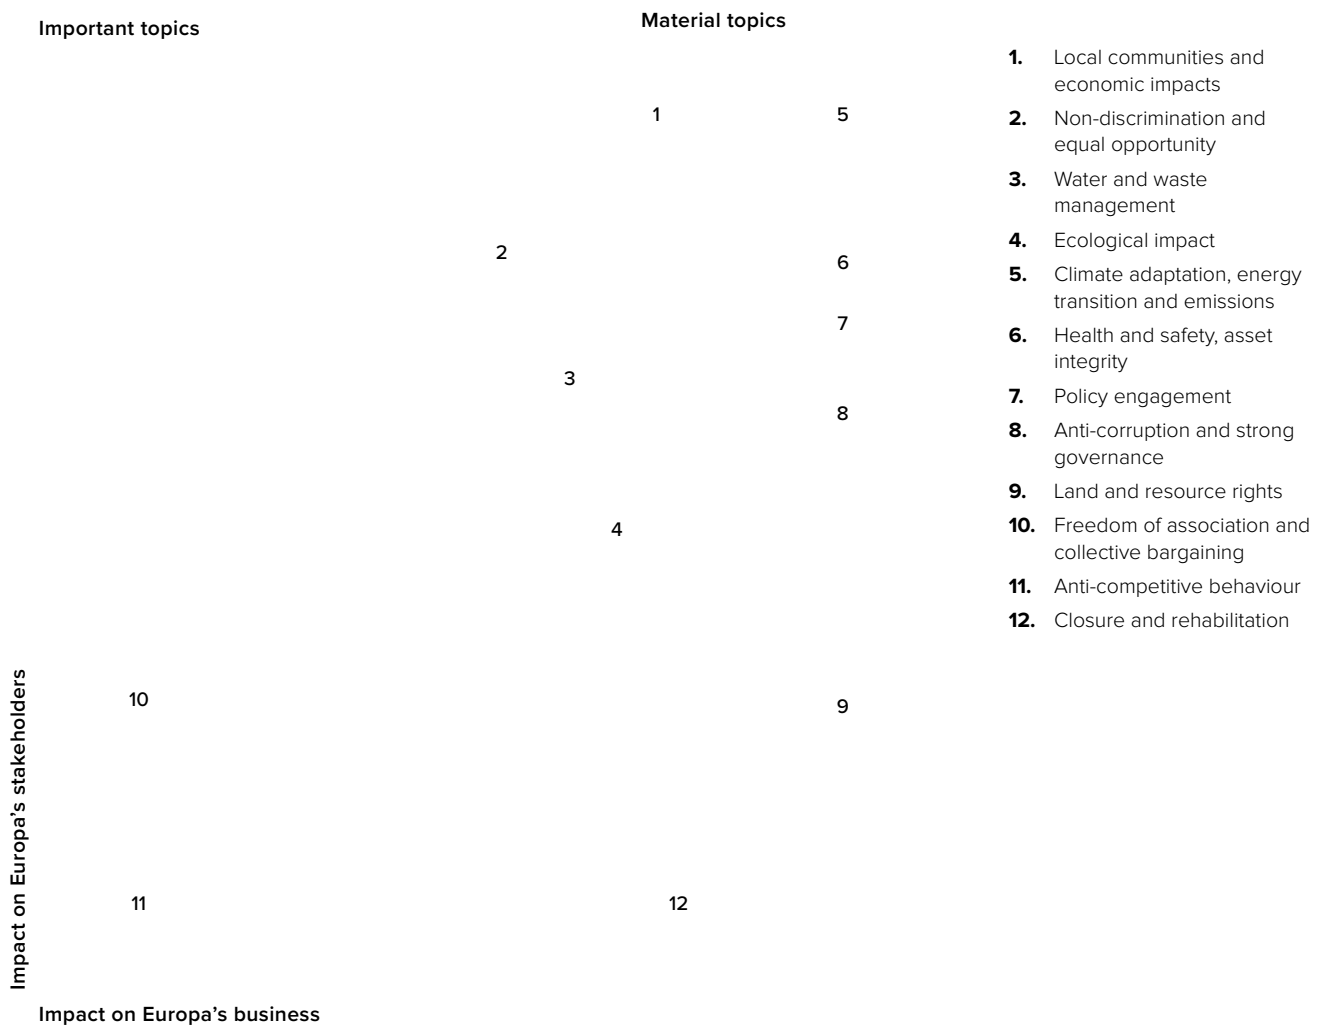 Important topics
Material topics
1
5
2
6
7
3
8
4
10
9
11
12
Impact on Europa’s stakeholders
Impact on Europa’s business
1. Local communities and
economic impacts
2. Non-discrimination and
equal opportunity
3. Water and waste
management
4. Ecological impact
5. Climate adaptation, energy
transition and emissions
6. Health and safety, asset
integrity
7. Policy engagement
8. Anti-corruption and strong
governance
9. Land and resource rights
10. Freedom of association and
collective bargaining
11. Anti-competitive behaviour
12. Closure and rehabilitation